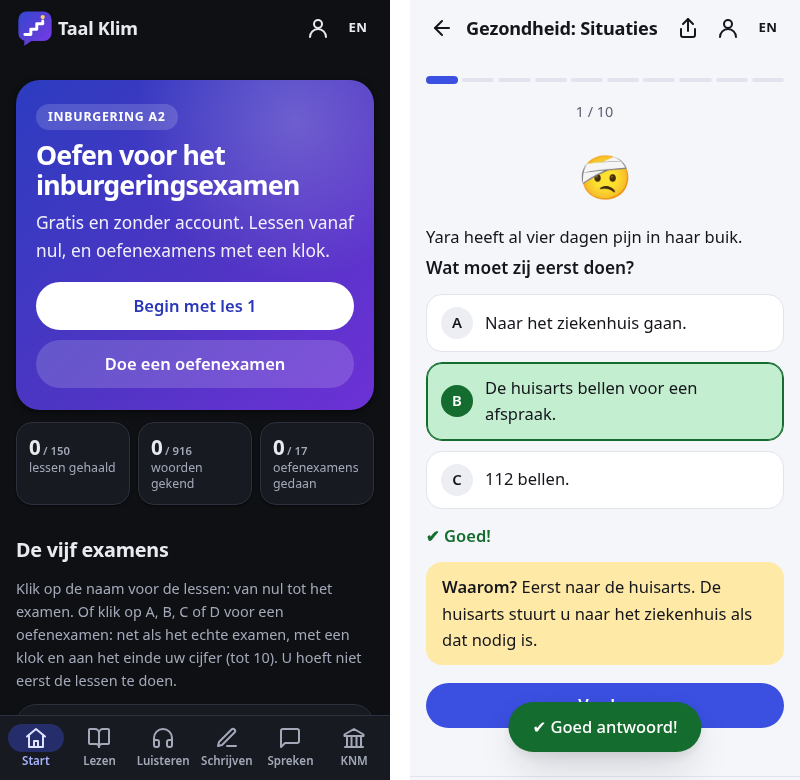 Taal Klim
EN
INBURGERING A2
Oefen voor het
inburgeringsexamen
Gratis en zonder account. Lessen vanaf
nul, en oefenexamens met een klok.
Begin met les 1
Doe een oefenexamen
0 / 150
lessen gehaald
0 / 916
woorden
gekend
0 / 17
oefenexamens
gedaan
De vijf examens
Klik op de naam voor de lessen: van nul tot het
examen. Of klik op A, B, C of D voor een
oefenexamen: net als het echte examen, met een
klok en aan het einde uw cijfer (tot 10). U hoeft niet
eerst de lessen te doen.
Start
Lezen
Luisteren
Schrijven
Spreken
KNM
Gezondheid: Situaties
EN
1 / 10
Yara heeft al vier dagen pijn in haar buik.
Wat moet zij eerst doen?
A
Naar het ziekenhuis gaan.
B
De huisarts bellen voor een
afspraak.
C
112 bellen.
✔ Goed!
Waarom? Eerst naar de huisarts. De
huisarts stuurt u naar het ziekenhuis als
dat nodig is.
✔ Goed antwoord!